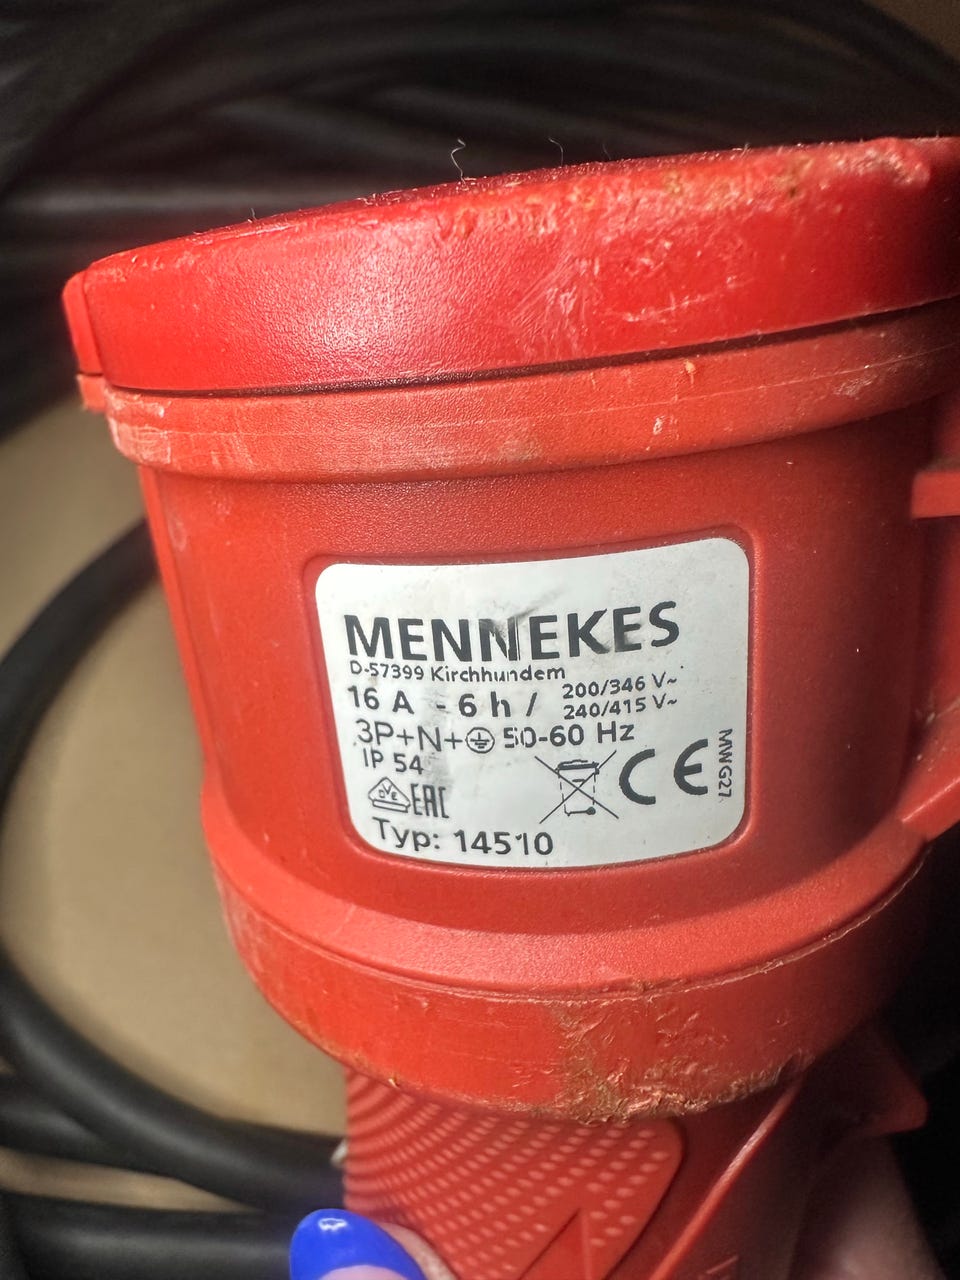 MENNEKES
D-57399 Kirchhundem
16 A - 6 h / 200/346 V~
240/415 V~
3P+N+⏚ 50-60 Hz
IP 54
DVE EAC CE
MWG27
Typ: 14510